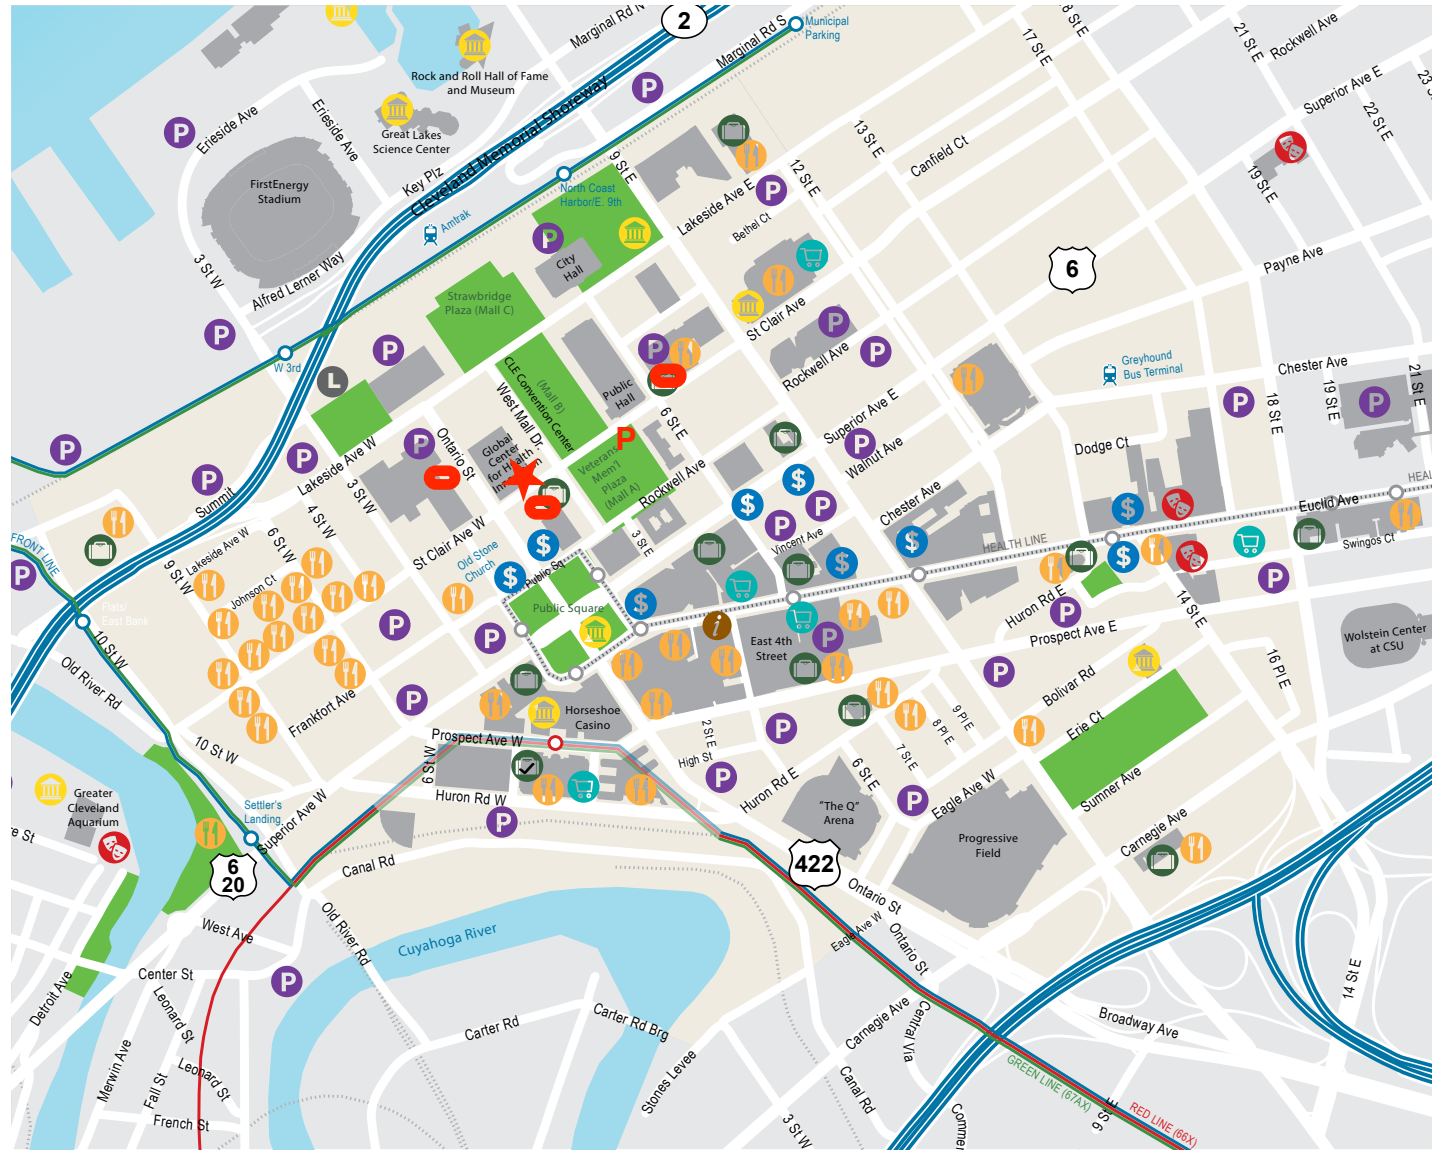 Marginal Rd N
2
Marginal Rd S
Municipal
Parking
17 St E
8 St E
21 St E
Rockwell Ave
Superior Ave E
22 St E
Rock and Roll Hall of Fame
and Museum
P
P
Erieside Ave
Erieside Ave
Great Lakes
Science Center
Key Plz
Cleveland Memorial Shoreway
FirstEnergy
Stadium
9 St E
13 St E
Canfield Ct
19 St E
12 St E
North Coast
Harbor/E. 9th
Lakeside Ave E
P
Bethel Ct
Amtrak
P
City
Hall
3 St W
Alfred Lerner Way
6
Payne Ave
Strawbridge
Plaza (Mall C)
St Clair Ave
P
P
W 3rd
P
P
P
Rockwell Ave
Greyhound
Bus Terminal
Chester Ave
L
CLE Convention Center
(Mall B)
West Mall Dr.
Public
Hall
6 St E
Superior Ave E
Walnut Ave
P
P
18 St E
19 St E
P
21 St E
Dodge Ct
P
P
P
P
Lakeside Ave W
3 St W
Ontario St
Global
Center
for Health
P
Veterans
Mem'l
Plaza
(Mall A)
Rockwell Ave
Summit
P
4 St W
6 St W
Lakeside Ave W
9 St W
Johnson Ct
St Clair Ave W
Old Stone
Church
3 St E
$
$
P
P
Vincent Ave
Chester Ave
$
$
HEALTH LINE
$
$
Euclid Ave
HEAL
Swingos Ct
P
FRONT LINE
P
Flats/
East Bank
10 St W
Old River Rd
$
$
Public Sq
Public Square
$
P
P
P
i
East 4th
Street
P
Huron Rd E
P
Prospect Ave E
14 St E
Wolstein Center
at CSU
16 Pl E
Bolivar Rd
P
Erie Ct
Frankfort Ave
10 St W
Horseshoe
Casino
Prospect Ave W
6 St W
Huron Rd W
P
2 St E
High St
P
P
Huron Rd E
6 St E
7 St E
8 Pl E
9 Pl E
Eagle Ave W
P
"The Q"
Arena
Progressive
Field
Sumner Ave
Carnegie Ave
Greater
Cleveland
Aquarium
re St
Settler's
Landing
Superior Ave W
6
20
Canal Rd
422
Ontario St
Eagle Ave W
Ontario St
West Ave
Old River Rd
Cuyahoga River
Center St
P
Detroit Ave
Leonard St
Leonard St
Merwin Ave
Fall St
French St
Carter Rd
Carter Rd Brg
Stones Levee
Carnegie Ave
Central Via
Canal Rd
3 St W
Commer
Broadway Ave
14 St E
GREEN LINE (67AX)
9 St E
RED LINE (66X)